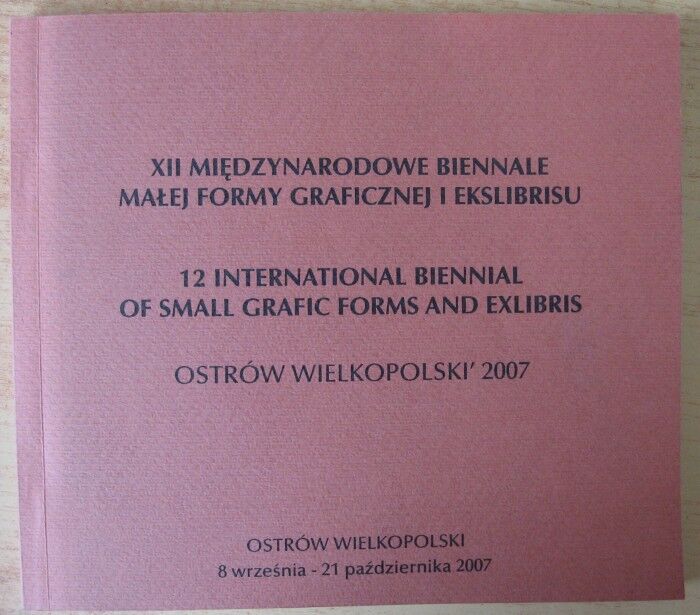 XII MIĘDZYNARODOWE BIENNALE
MAŁEJ FORMY GRAFICZNEJ I EKSLIBRISU
12 INTERNATIONAL BIENNIAL
OF SMALL GRAFIC FORMS AND EXLIBRIS
OSTRÓW WIELKOPOLSKI' 2007
OSTRÓW WIELKOPOLSKI
8 września - 21 października 2007